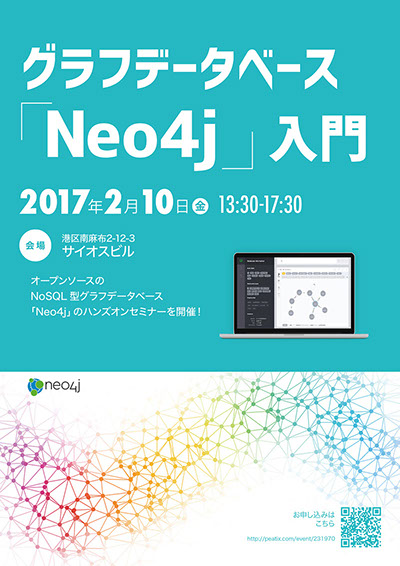 グラフデータベース
「Neo4j」入門
2017年2月10日 金 13:30-17:30
会場
港区南麻布2-12-3
サイオスビル
オープンソースの
NoSQL 型グラフデータベース
「Neo4j」のハンズオンセミナーを開催！
neo4j
お申し込みは
こちら
http://peatix.com/event/231970